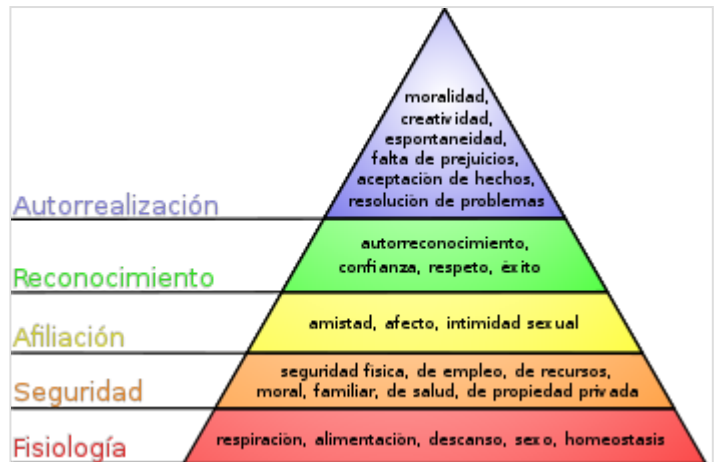 moralidad,
creatividad,
espontaneidad,
falta de prejuicios,
aceptación de hechos,
resolución de problemas
Autorrealización
autorreconocimiento,
confianza, respeto, éxito
Reconocimiento
amistad, afecto, intimidad sexual
Afiliación
seguridad física, de empleo, de recursos,
moral, familiar, de salud, de propiedad privada
Seguridad
respiración, alimentación, descanso, sexo, homeostasis
Fisiología